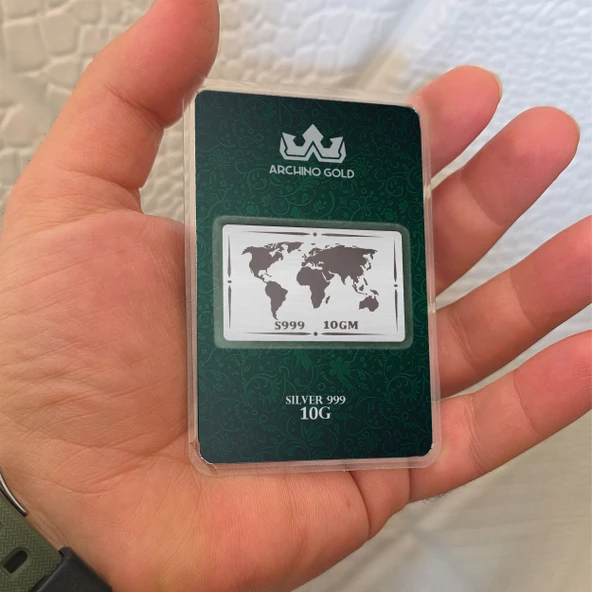 ARCHINO GOLD
S999 10GM
SILVER 999
10G